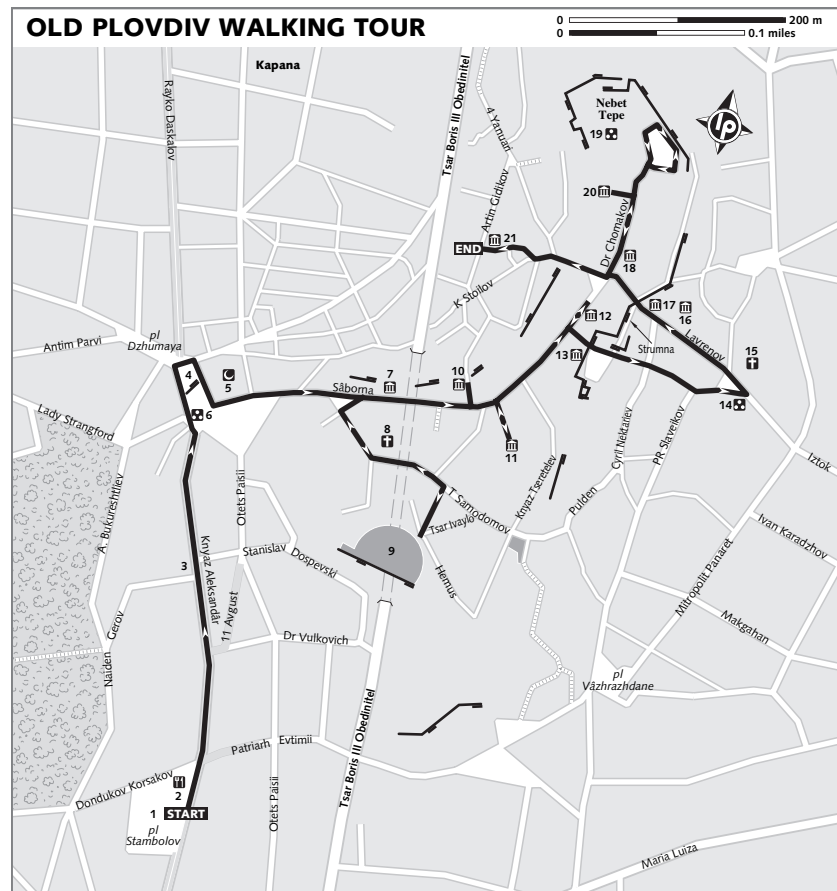 OLD PLOVDIV WALKING TOUR
0 200 m
0 0.1 miles
Kapana
Rayko Daskalov
Tsar Boris III Obedinitel
4 Yanuari
Nebet
Tepe
19
lp
20
Artin Gidikov
Dr Chomakov
21
END
18
K Stoilov
17
16
12
Strumna
Lavrenov
15
13
14
pl
Dzhumaya
Antim Parvi
4
5
7
10
Sâborna
6
8
11
Lady Strangford
A. Bukureshtliev
Otets Paisii
Knyaz Tseretelev
Cyril Nektariev
PR Slaveikov
Iztok
T Samodomov
Tsar Ivaylo
Pulden
Ivan Karadzhov
9
3
Knyaz Aleksandâr
Stanislav Dospevski
Hemus
Mitropolit Panaret
11 Avgust
Makgahan
Naiden Gerov
Dr Vulkovich
pl
Vâzhrazhdane
Tsar Boris III Obedinitel
Patriarh Evtimii
Dondukov Korsakov
2
1
START
Otets Paisii
pl
Stambolov
Maria Luiza